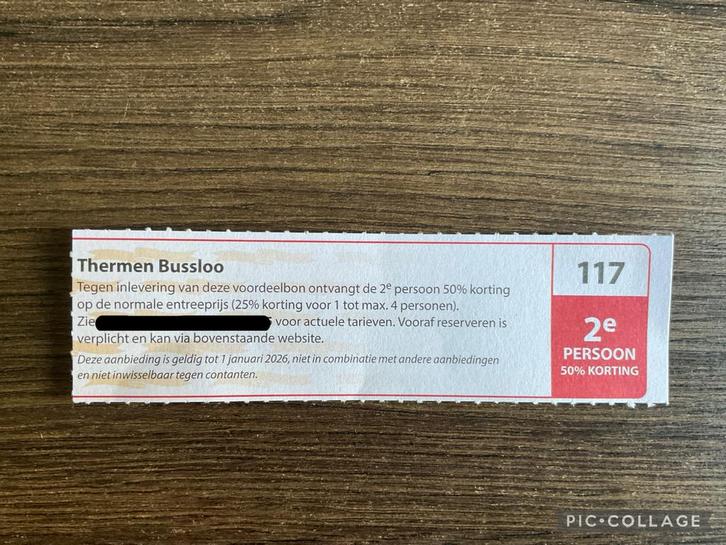 Thermen Bussloo
Tegen inlevering van deze voordeelbon ontvangt de 2e persoon 50% korting
op de normale entreeprijs (25% korting voor 1 tot max. 4 personen).
Zie voor actuele tarieven. Vooraf reserveren is
verplicht en kan via bovenstaande website.
Deze aanbieding is geldig tot 1 januari 2026, niet in combinatie met andere aanbiedingen
en niet inwisselbaar tegen contanten.
117
2e
PERSOON
50% KORTING
PIC•COLLAGE